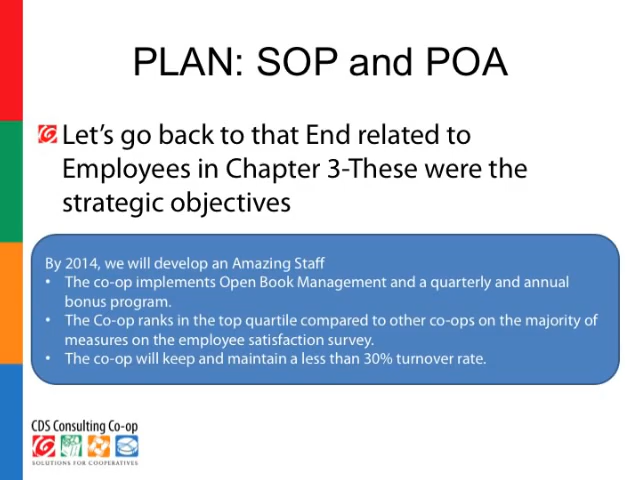 PLAN: SOP and POA
Let's go back to that End related to
Employees in Chapter 3-These were the
strategic objectives
By 2014, we will develop an Amazing Staff
• The co-op implements Open Book Management and a quarterly and annual
bonus program.
• The Co-op ranks in the top quartile compared to other co-ops on the majority of
measures on the employee satisfaction survey.
• The co-op will keep and maintain a less than 30% turnover rate.
CDS Consulting Co-op
SOLUTIONS FOR COOPERATIVES